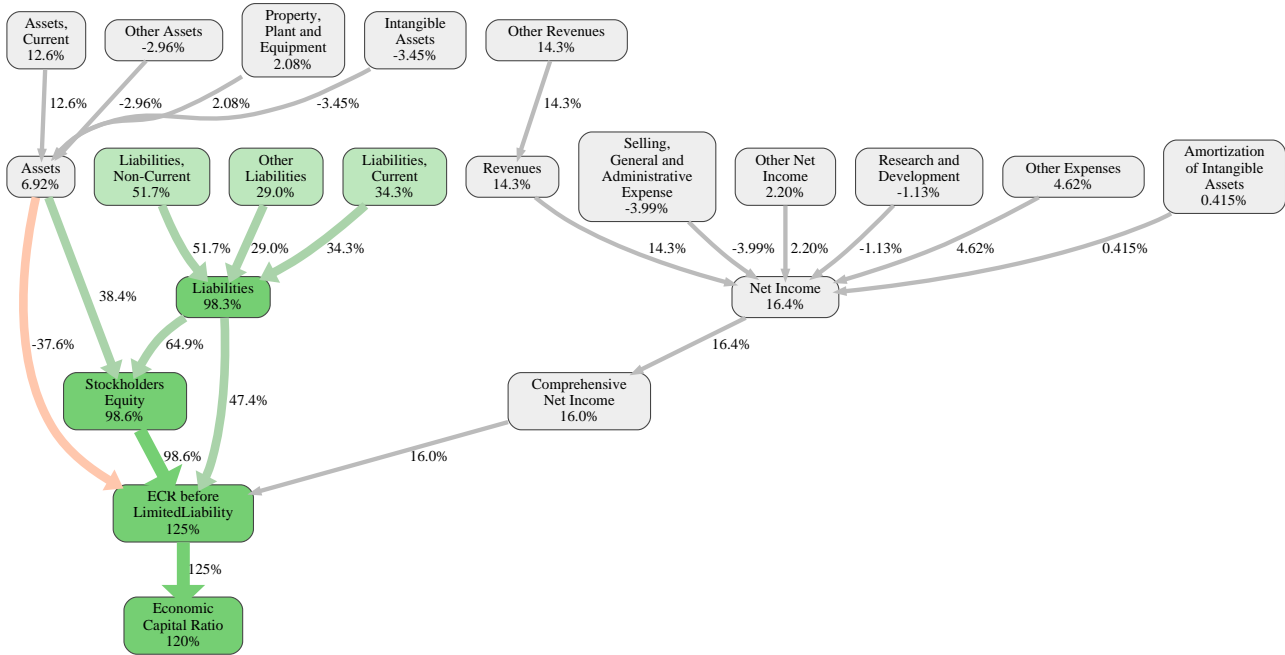 Assets,
Current
12.6%
Other Assets
-2.96%
Property,
Plant and
Equipment
2.08%
Intangible
Assets
-3.45%
Other Revenues
14.3%
12.6%
-2.96%
2.08%
-3.45%
14.3%
Assets
6.92%
Liabilities,
Non-Current
51.7%
Other
Liabilities
29.0%
Liabilities,
Current
34.3%
Revenues
14.3%
Selling,
General and
Administrative
Expense
-3.99%
Other Net
Income
2.20%
Research and
Development
-1.13%
Other Expenses
4.62%
Amortization
of Intangible
Assets
0.415%
51.7%
29.0%
34.3%
14.3%
-3.99%
2.20%
-1.13%
4.62%
0.415%
Liabilities
98.3%
Net Income
16.4%
38.4%
-37.6%
64.9%
47.4%
16.4%
Stockholders
Equity
98.6%
Comprehensive
Net Income
16.0%
98.6%
16.0%
ECR before
LimitedLiability
125%
125%
Economic
Capital Ratio
120%